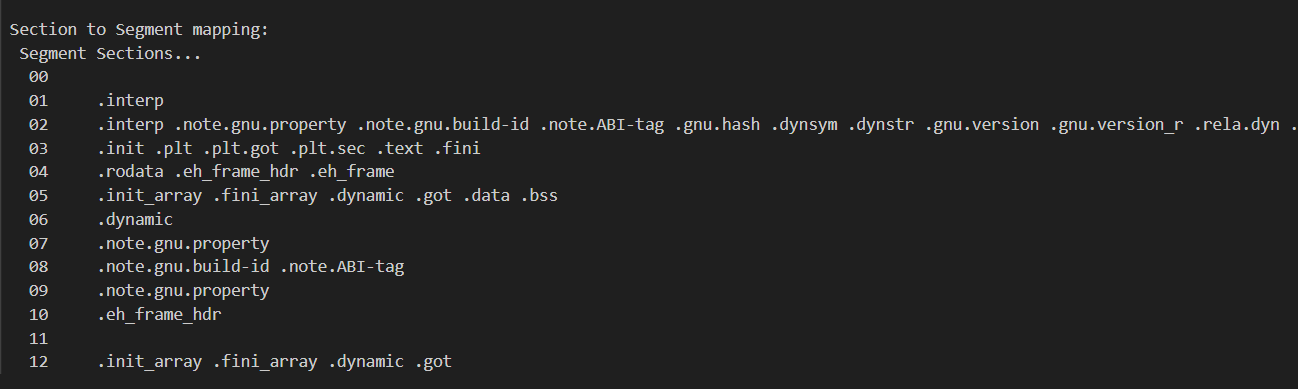 Section to Segment mapping:
Segment Sections...
00
01 .interp
02 .interp .note.gnu.property .note.gnu.build-id .note.ABI-tag .gnu.hash .dynsym .dynstr .gnu.version .gnu.version_r .rela.dyn .
03 .init .plt .plt.got .plt.sec .text .fini
04 .rodata .eh_frame_hdr .eh_frame
05 .init_array .fini_array .dynamic .got .data .bss
06 .dynamic
07 .note.gnu.property
08 .note.gnu.build-id .note.ABI-tag
09 .note.gnu.property
10 .eh_frame_hdr
11
12 .init_array .fini_array .dynamic .got